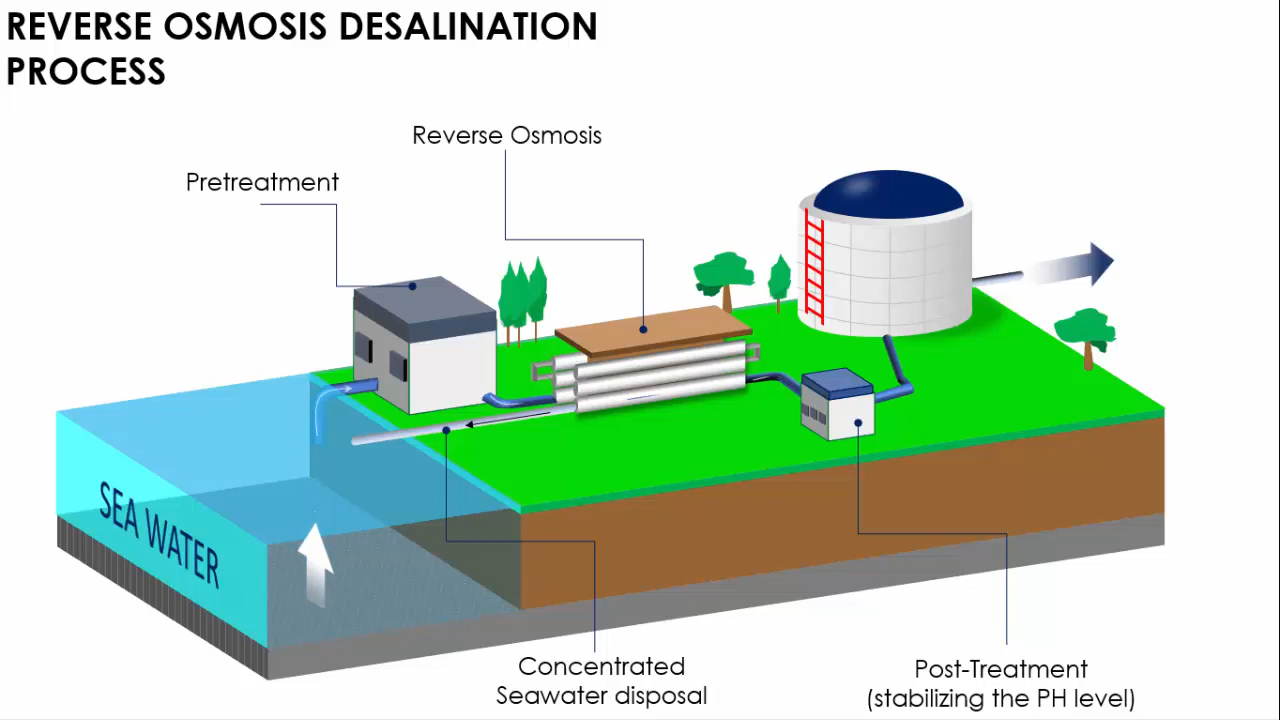 REVERSE OSMOSIS DESALINATION
PROCESS
Reverse Osmosis
Pretreatment
SEA WATER
Concentrated
Seawater disposal
Post-Treatment
(stabilizing the PH level)